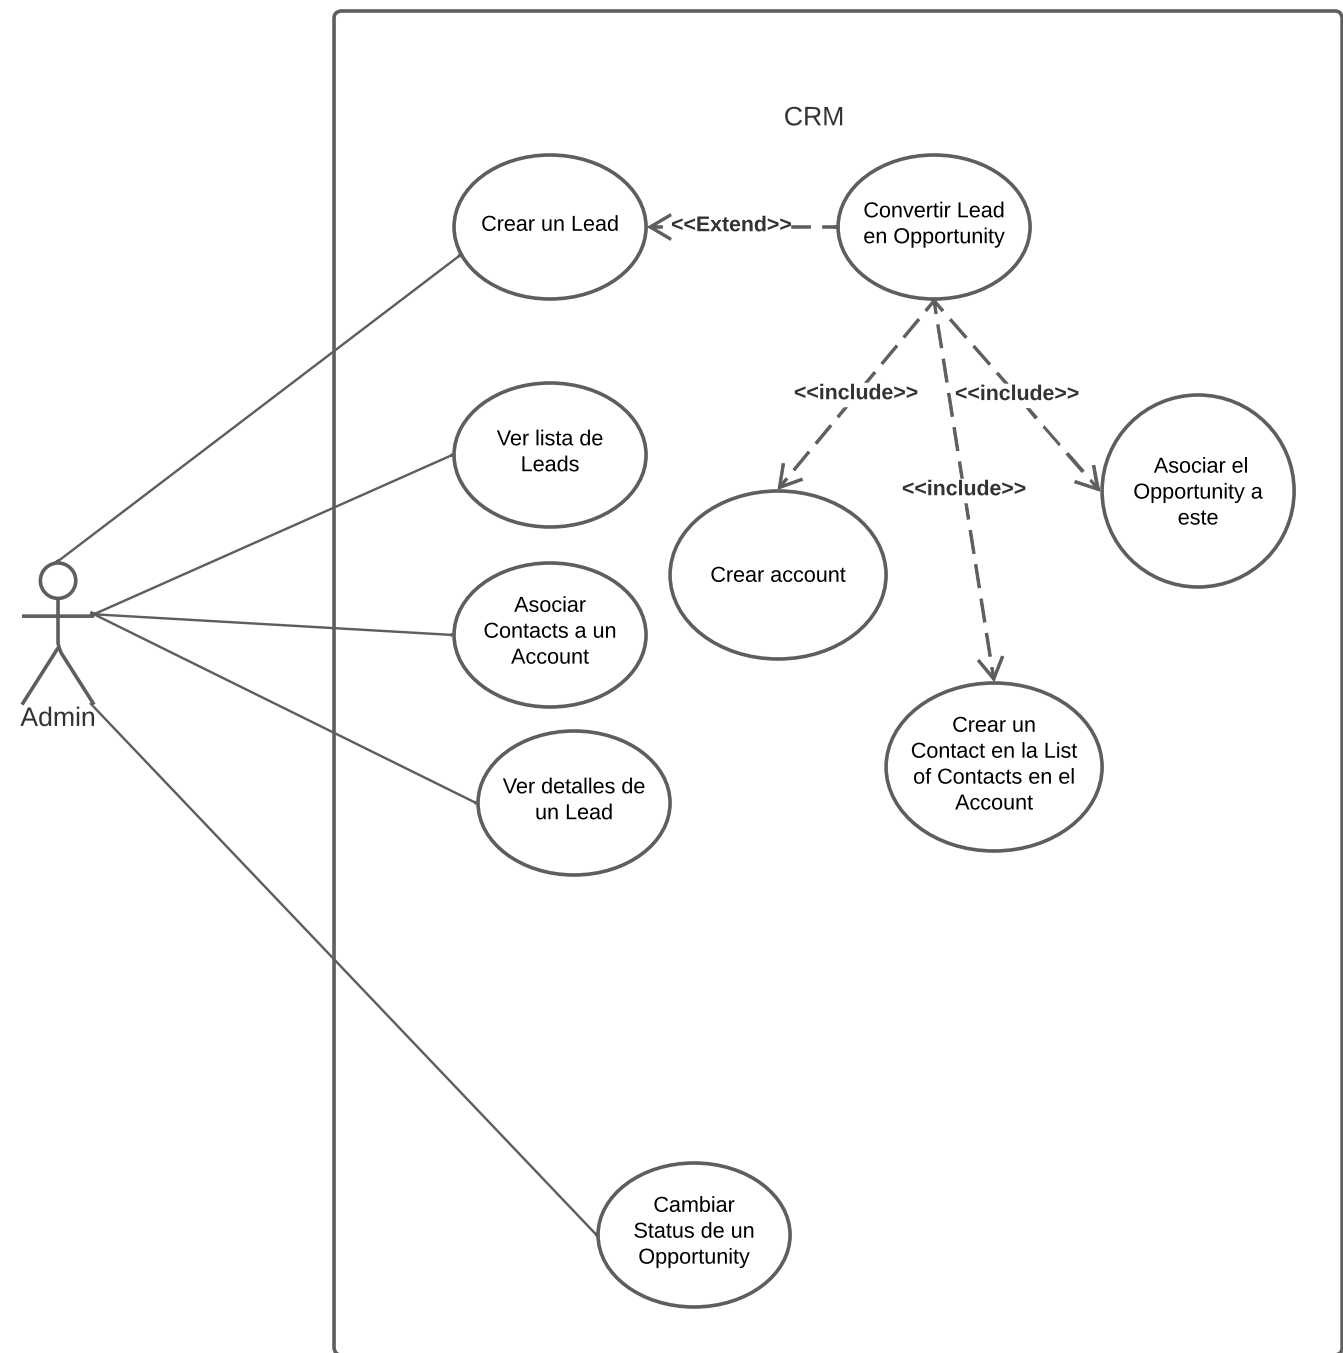 CRM
Crear un Lead
<<Extend>>
Convertir Lead
en Opportunity
<<include>>
<<include>>
<<include>>
Ver lista de
Leads
Asociar el
Opportunity a
este
Crear account
Asociar
Contacts a un
Account
Admin
Crear un
Contact en la List
of Contacts en el
Account
Ver detalles de
un Lead
Cambiar
Status de un
Opportunity